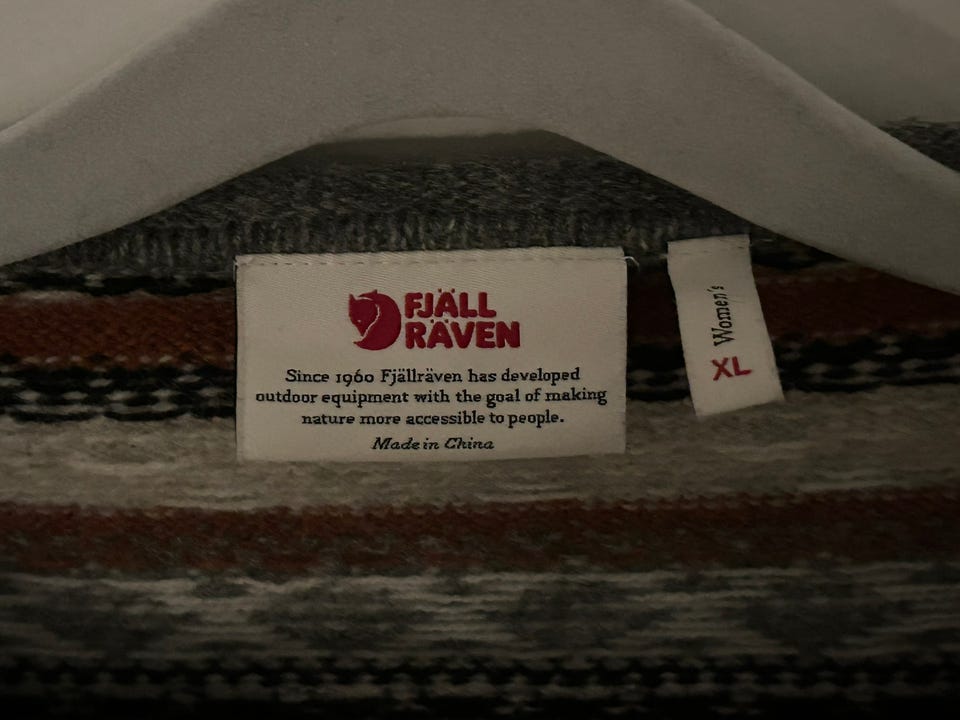 FJÄLL
RÄVEN
Since 1960 Fjällräven has developed
outdoor equipment with the goal of making
nature more accessible to people.
Made in China
Women's
XL